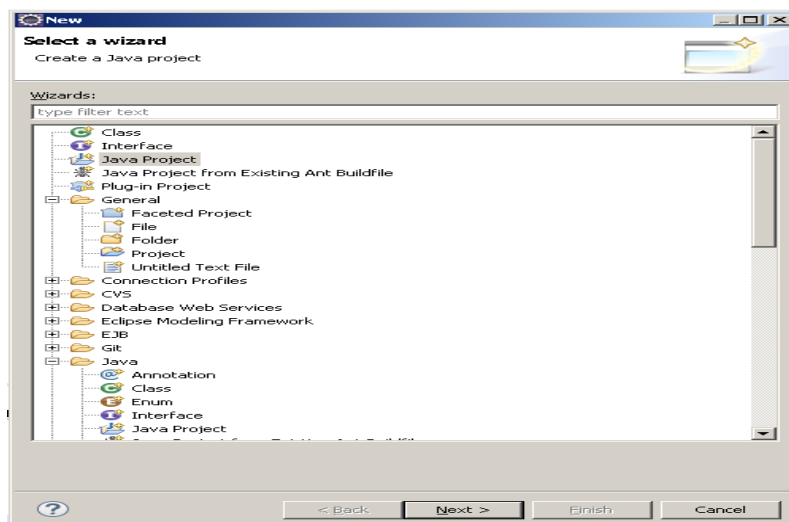 New
Select a wizard
Create a Java project
Wizards:
type filter text
Class
Interface
Java Project
Java Project from Existing Ant Buildfile
Plug-in Project
General
Faceted Project
File
Folder
Project
Untitled Text File
Connection Profiles
CVS
Database Web Services
Eclipse Modeling Framework
EJB
Git
Java
Annotation
Class
Enum
Interface
Java Project
< Back Next > Finish Cancel